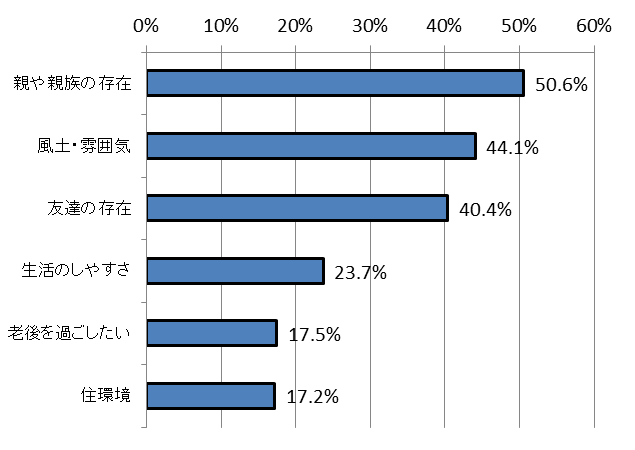 0% 10% 20% 30% 40% 50% 60%
親や親族の存在 50.6%
風土・雰囲気 44.1%
友達の存在 40.4%
生活のしやすさ 23.7%
老後を過ごしたい 17.5%
住環境 17.2%